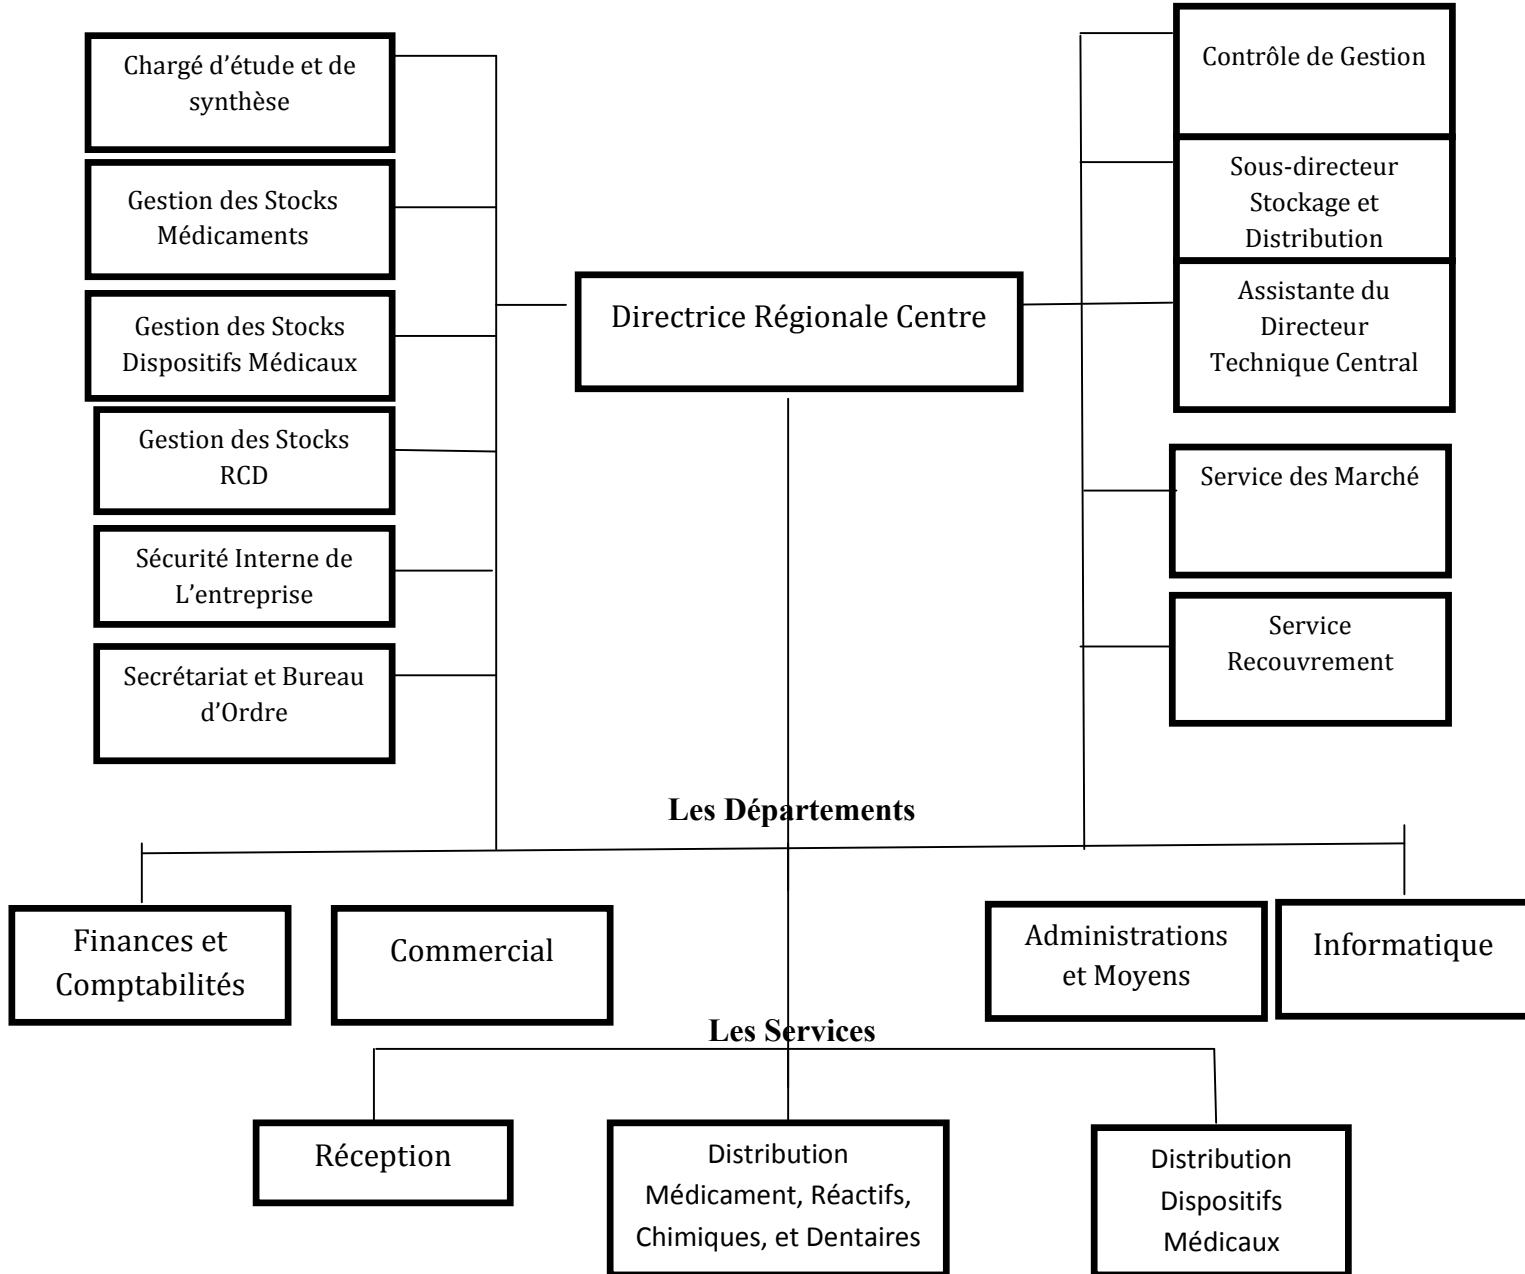 Chargé d’étude et de
synthèse
Gestion des Stocks
Médicaments
Gestion des Stocks
Dispositifs Médicaux
Gestion des Stocks
RCD
Sécurité Interne de
L’entreprise
Secrétariat et Bureau
d’Ordre
Directrice Régionale Centre
Contrôle de Gestion
Sous-directeur
Stockage et
Distribution
Assistante du
Directeur
Technique Central
Service des Marché
Service
Recouvrement
Les Départements
Finances et
Comptabilités
Commercial
Administrations
et Moyens
Informatique
Les Services
Réception
Distribution
Médicament, Réactifs,
Chimiques, et Dentaires
Distribution
Dispositifs
Médicaux